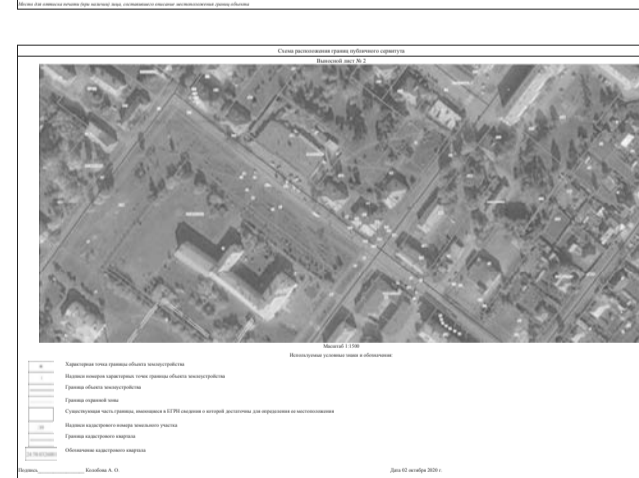 Место для оттиска печати (при наличии) лица, составившего описание местоположения границ объекта
Схема расположения границ публичного сервитута
Выносной лист № 2
Масштаб 1:1500
Используемые условные знаки и обозначения:
Характерная точка границы объекта землеустройства
Надписи номеров характерных точек границы объекта землеустройства
Граница объекта землеустройства
Граница охранной зоны
Существующая часть границы, имеющиеся в ЕГРН сведения о которой достаточны для определения ее местоположения
Надписи кадастрового номера земельного участка
Граница кадастрового квартала
Обозначение кадастрового квартала
Подпись Колобова А. О.
Дата 02 октября 2020 г.